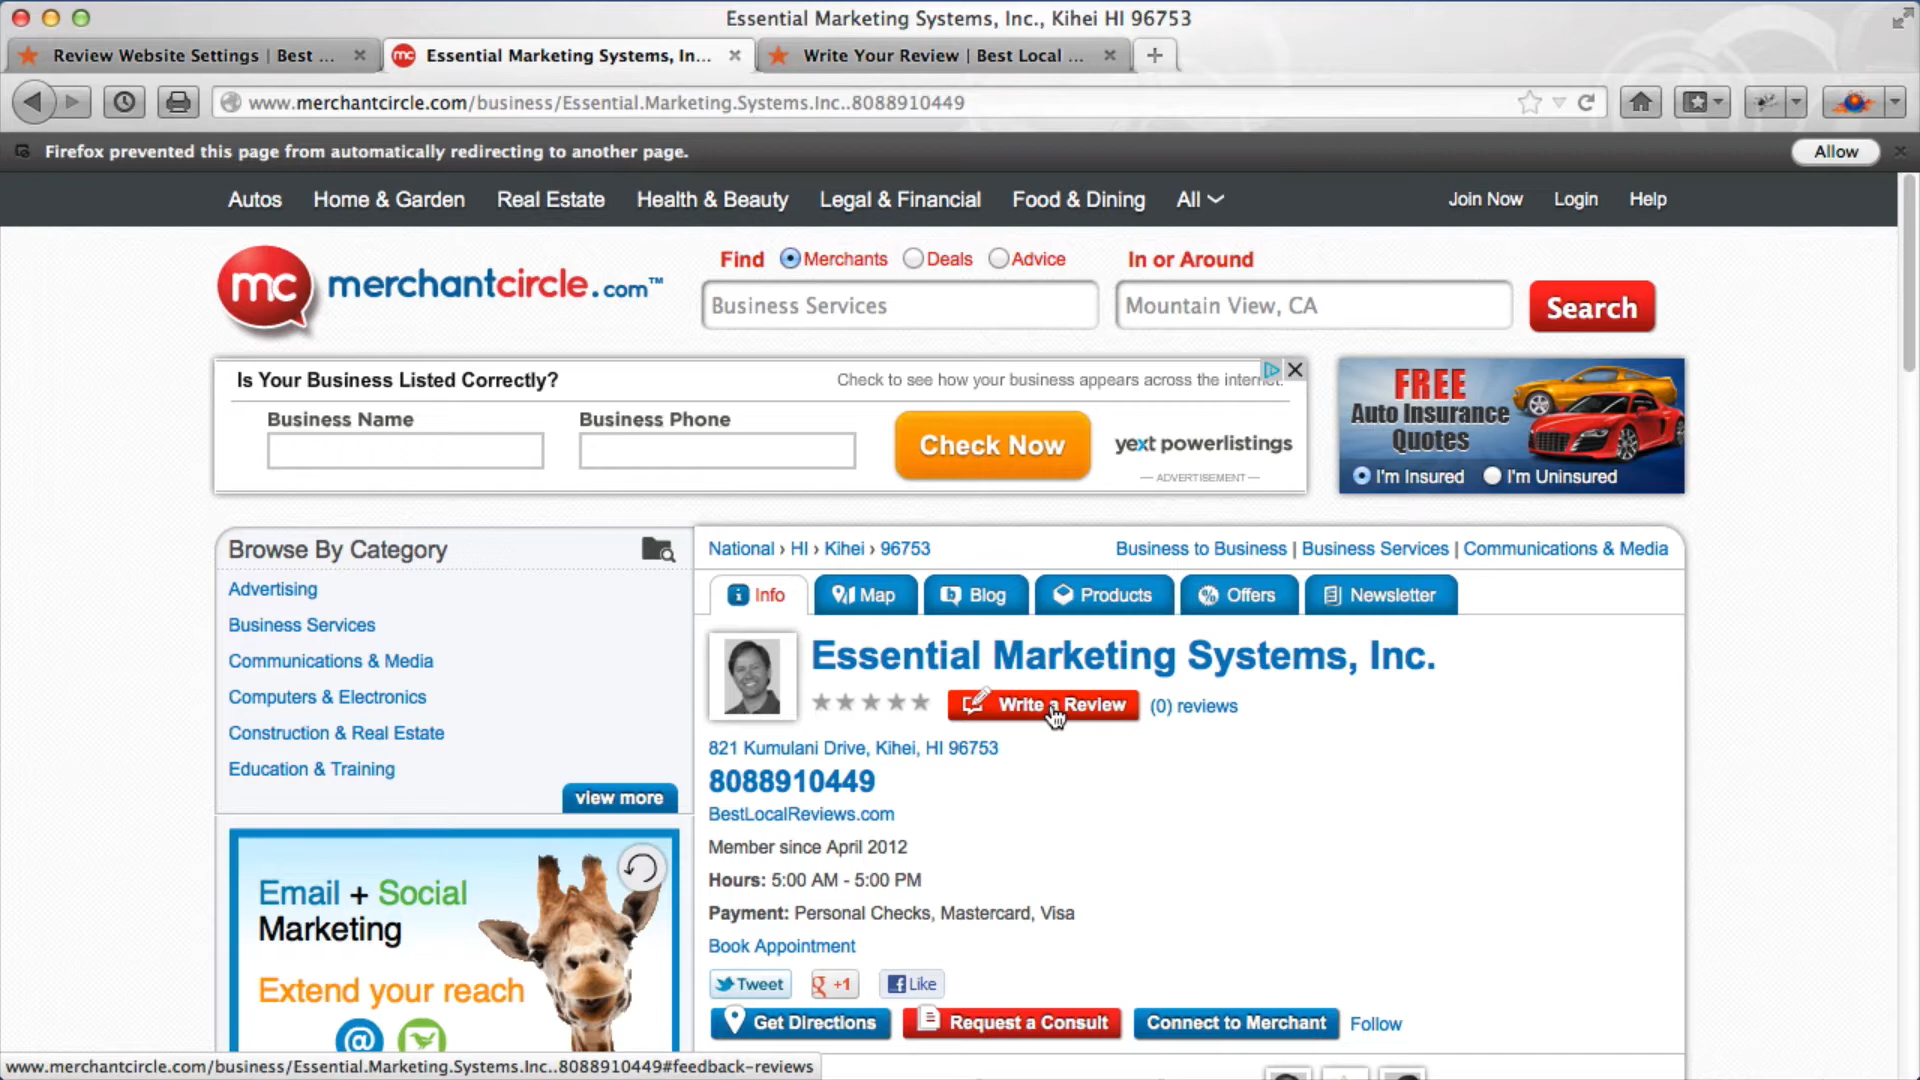 Essential Marketing Systems, Inc., Kihei HI 96753
Review Website Settings | Best ...
mc Essential Marketing Systems, In...
Write Your Review | Best Local ...
www.merchantcircle.com/business/Essential.Marketing.Systems.Inc..8088910449
Firefox prevented this page from automatically redirecting to another page.
Allow
Autos Home & Garden Real Estate Health & Beauty Legal & Financial Food & Dining All
Join Now Login Help
mc merchantcircle.com™
Find Merchants Deals Advice
In or Around
Business Services
Mountain View, CA
Search
Is Your Business Listed Correctly?
Check to see how your business appears across the internet.
Business Name
Business Phone
Check Now
yext powerlistings
— ADVERTISEMENT —
FREE
Auto Insurance
Quotes
I'm Insured I'm Uninsured
Browse By Category
Advertising
Business Services
Communications & Media
Computers & Electronics
Construction & Real Estate
Education & Training
view more
Email + Social
Marketing
Extend your reach
@
National › HI › Kihei › 96753
Business to Business | Business Services | Communications & Media
Info Map Blog Products Offers Newsletter
Essential Marketing Systems, Inc.
Write a Review (0) reviews
821 Kumulani Drive, Kihei, HI 96753
8088910449
BestLocalReviews.com
Member since April 2012
Hours: 5:00 AM - 5:00 PM
Payment: Personal Checks, Mastercard, Visa
Book Appointment
Tweet g +1 f Like
Get Directions Request a Consult Connect to Merchant Follow
www.merchantcircle.com/business/Essential.Marketing.Systems.Inc..8088910449#feedback-reviews